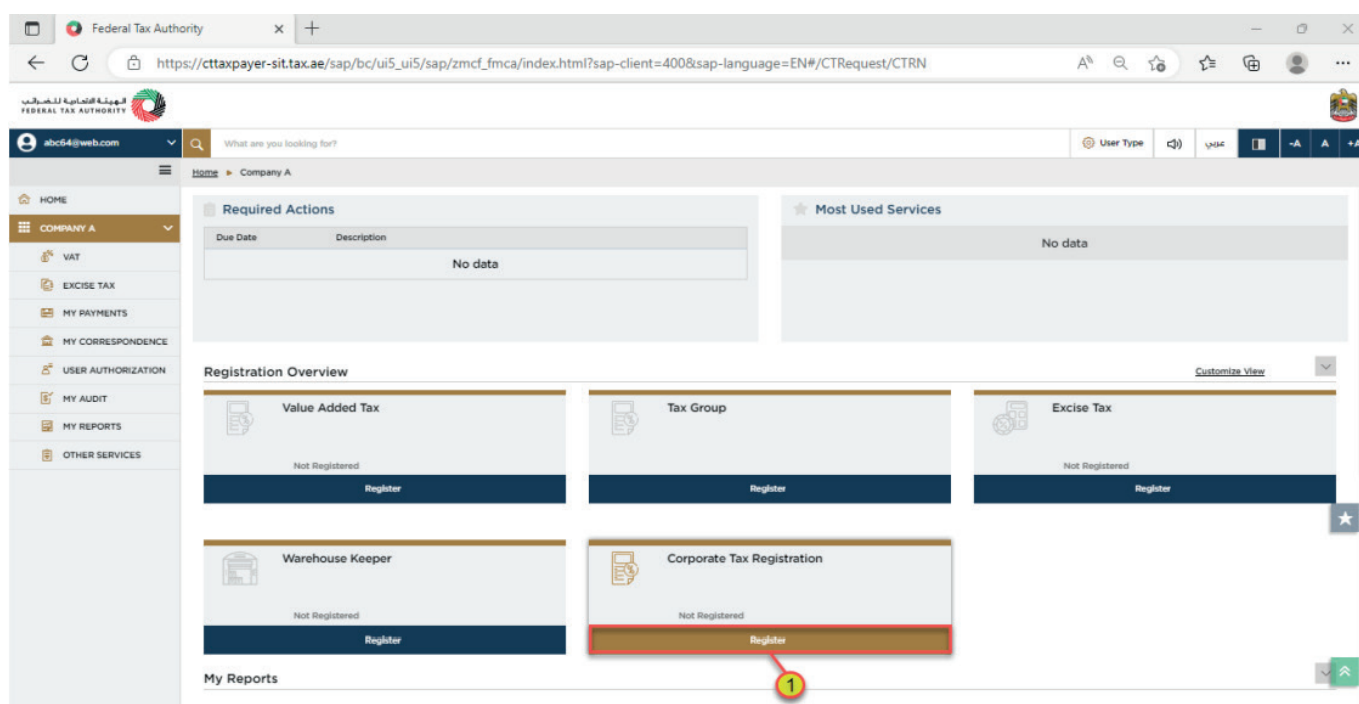 Federal Tax Authority
https://cttaxpayer-sit.tax.ae/sap/bc/ui5_ui5/sap/zmcf_fmca/index.html?sap-client=400&sap-language=EN#/CTRequest/CTRN
الهيئة الاتحادية للضرائب
FEDERAL TAX AUTHORITY
abc64@web.com
What are you looking for?
User Type
عربي
-A A +A
Home Company A
HOME
COMPANY A
VAT
EXCISE TAX
MY PAYMENTS
MY CORRESPONDENCE
USER AUTHORIZATION
MY AUDIT
MY REPORTS
OTHER SERVICES
Required Actions
Due Date Description
No data
Most Used Services
No data
Registration Overview
Customize View
Value Added Tax
Not Registered
Register
Tax Group
Register
Excise Tax
Not Registered
Register
Warehouse Keeper
Not Registered
Register
Corporate Tax Registration
Not Registered
Register
1
My Reports